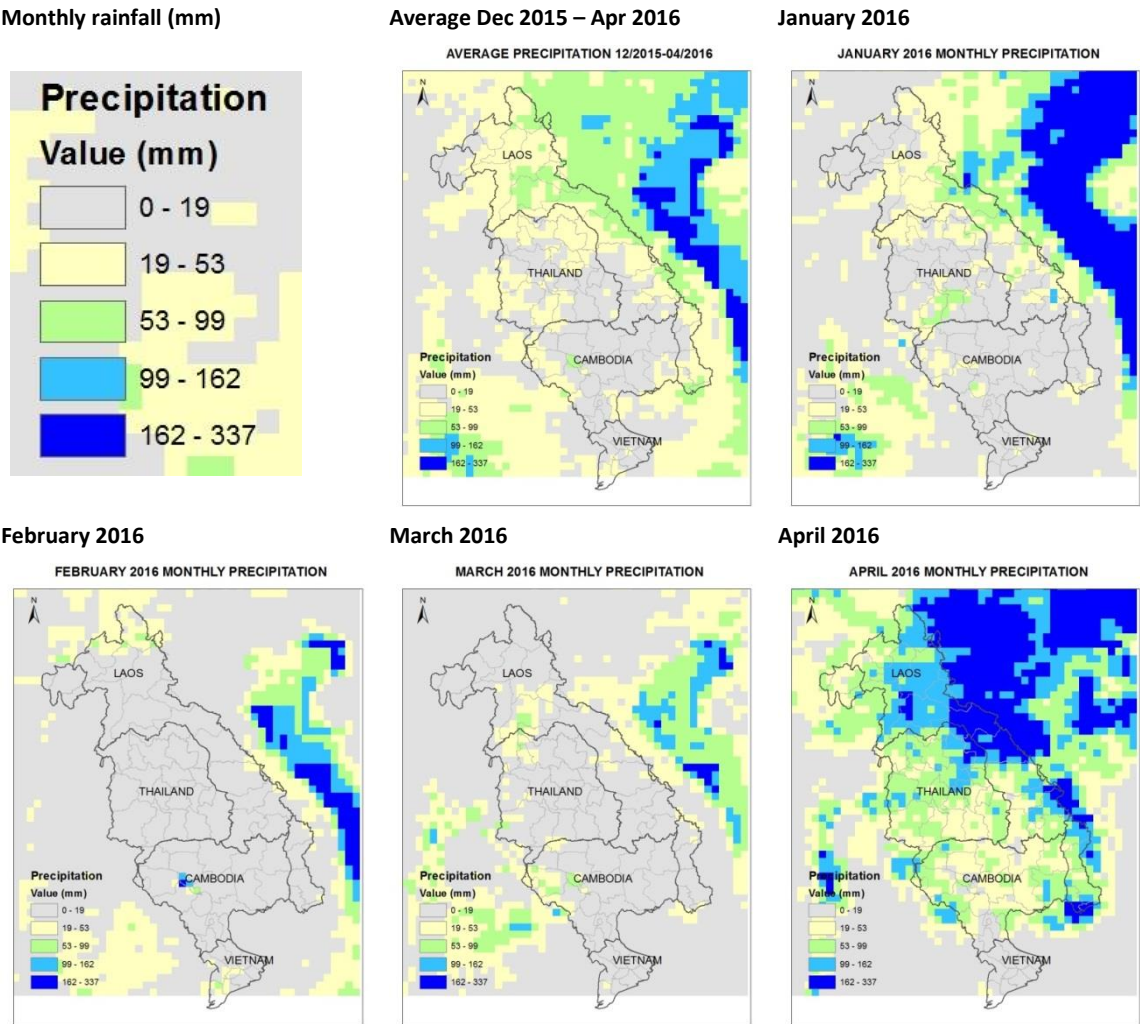 Monthly rainfall (mm)
Precipitation
Value (mm)
0 - 19
19 - 53
53 - 99
99 - 162
162 - 337
Average Dec 2015 – Apr 2016
AVERAGE PRECIPITATION 12/2015-04/2016
N
LAOS
THAILAND
CAMBODIA
VIETNAM
Precipitation
Value (mm)
0 - 19
19 - 53
53 - 99
99 - 162
162 - 337
January 2016
JANUARY 2016 MONTHLY PRECIPITATION
N
LAOS
THAILAND
CAMBODIA
VIETNAM
Precipitation
Value (mm)
0 - 19
19 - 53
53 - 99
99 - 162
162 - 337
February 2016
FEBRUARY 2016 MONTHLY PRECIPITATION
N
LAOS
THAILAND
CAMBODIA
VIETNAM
Precipitation
Value (mm)
0 - 19
19 - 53
53 - 99
99 - 162
162 - 337
March 2016
MARCH 2016 MONTHLY PRECIPITATION
N
LAOS
THAILAND
CAMBODIA
VIETNAM
Precipitation
Value (mm)
0 - 19
19 - 53
53 - 99
99 - 162
162 - 337
April 2016
APRIL 2016 MONTHLY PRECIPITATION
N
LAOS
THAILAND
CAMBODIA
VIETNAM
Precipitation
Value (mm)
0 - 19
19 - 53
53 - 99
99 - 162
162 - 337